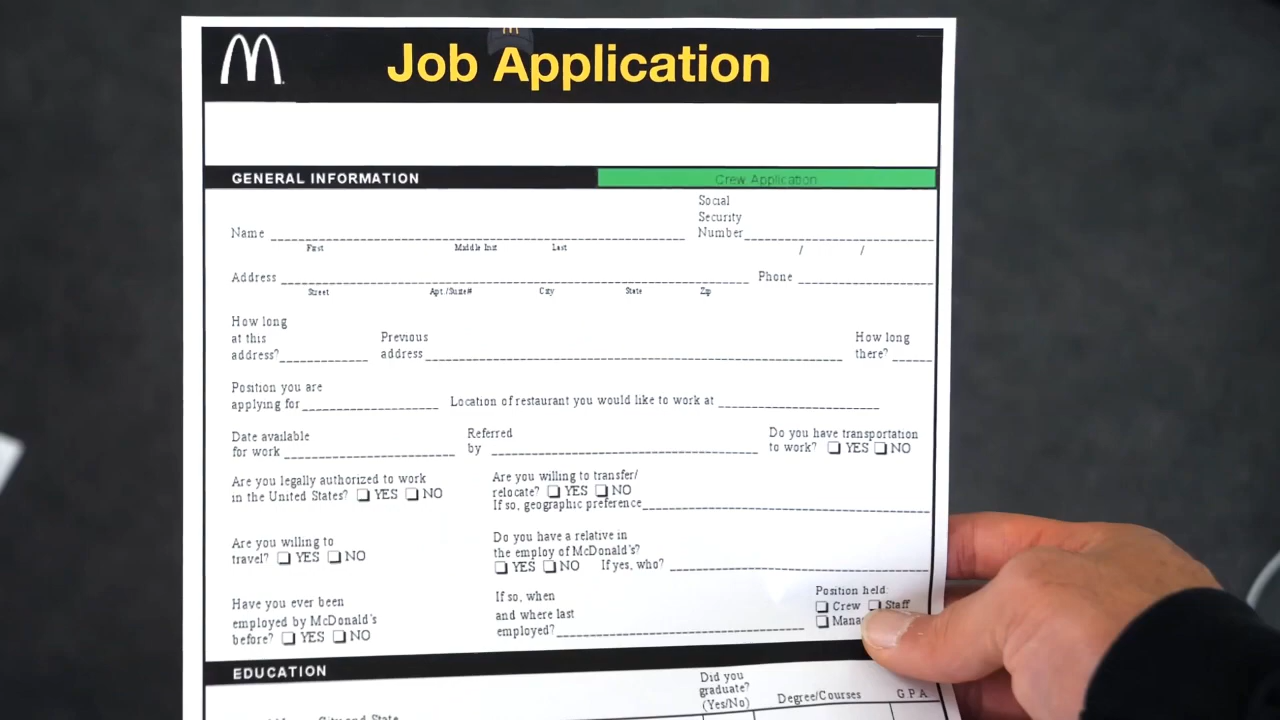 M
Job Application
GENERAL INFORMATION
Crew Application
Name
First Middle Init Last
Social
Security
Number
/ /
Address
Street Apt./Suite# City State Zip
Phone
How long
at this
address?
Previous
address
How long
there?
Position you are
applying for
Location of restaurant you would like to work at
Date available
for work
Referred
by
Do you have transportation
to work? YES NO
Are you legally authorized to work
in the United States? YES NO
Are you willing to transfer/
relocate? YES NO
If so, geographic preference
Are you willing to
travel? YES NO
Do you have a relative in
the employ of McDonald's?
YES NO If yes, who?
Have you ever been
employed by McDonald's
before? YES NO
If so, when
and where last
employed?
Position held:
Crew Staff
EDUCATION
Did you
graduate?
(Yes/No)
Degree/Courses
G P A
City and State